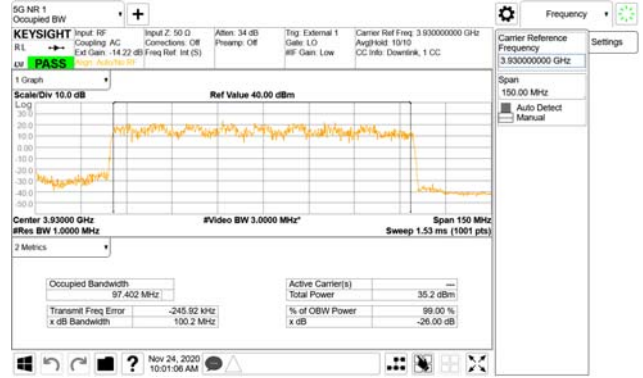 5G NR 1
Occupied BW
Frequency
KEYSIGHT
RL
LV PASS
Input: RF
Coupling: AC
Ext Gain: -14.22 dB
Align: Auto/No RF
Input Z: 50 Ω
Corrections: Off
Freq Ref: Int (S)
Atten: 34 dB
Preamp: Off
Trig: External 1
Gate: LO
#IF Gain: Low
Carrier Ref Freq: 3.930000000 GHz
Avg|Hold: 10/10
CC Info: Downlink, 1 CC
Carrier Reference
Frequency
3.930000000 GHz
Settings
Span
150.00 MHz
Auto Detect
Manual
1 Graph
Scale/Div 10.0 dB
Ref Value 40.00 dBm
Log
30.0
20.0
10.0
0.00
-10.0
-20.0
-30.0
-40.0
-50.0
Center 3.93000 GHz
#Video BW 3.0000 MHz*
Span 150 MHz
#Res BW 1.0000 MHz
Sweep 1.53 ms (1001 pts)
2 Metrics
Occupied Bandwidth
97.402 MHz
Active Carrier(s) ---
Total Power 35.2 dBm
Transmit Freq Error -245.92 kHz
x dB Bandwidth 100.2 MHz
% of OBW Power 99.00 %
x dB -26.00 dB
?
Nov 24, 2020
10:01:06 AM